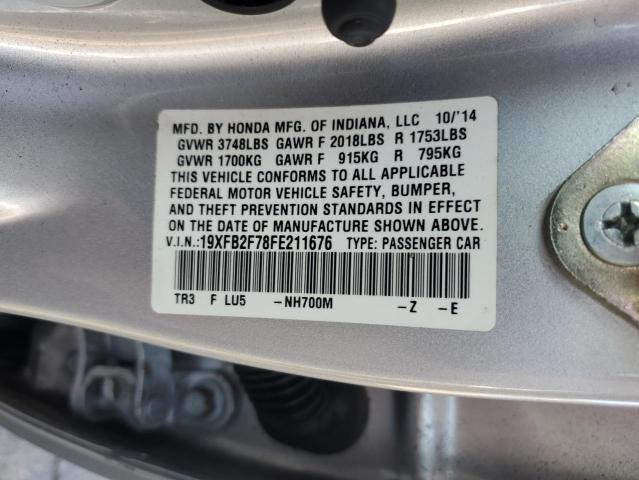 MFD. BY HONDA MFG. OF INDIANA, LLC 10/'14
GVWR 3748LBS GAWR F 2018LBS R 1753LBS
GVWR 1700KG GAWR F 915KG R 795KG
THIS VEHICLE CONFORMS TO ALL APPLICABLE
FEDERAL MOTOR VEHICLE SAFETY, BUMPER,
AND THEFT PREVENTION STANDARDS IN EFFECT
ON THE DATE OF MANUFACTURE SHOWN ABOVE.
V.I.N.: 19XFB2F78FE211676 TYPE: PASSENGER CAR
TR3 F LU5 -NH700M -Z -E